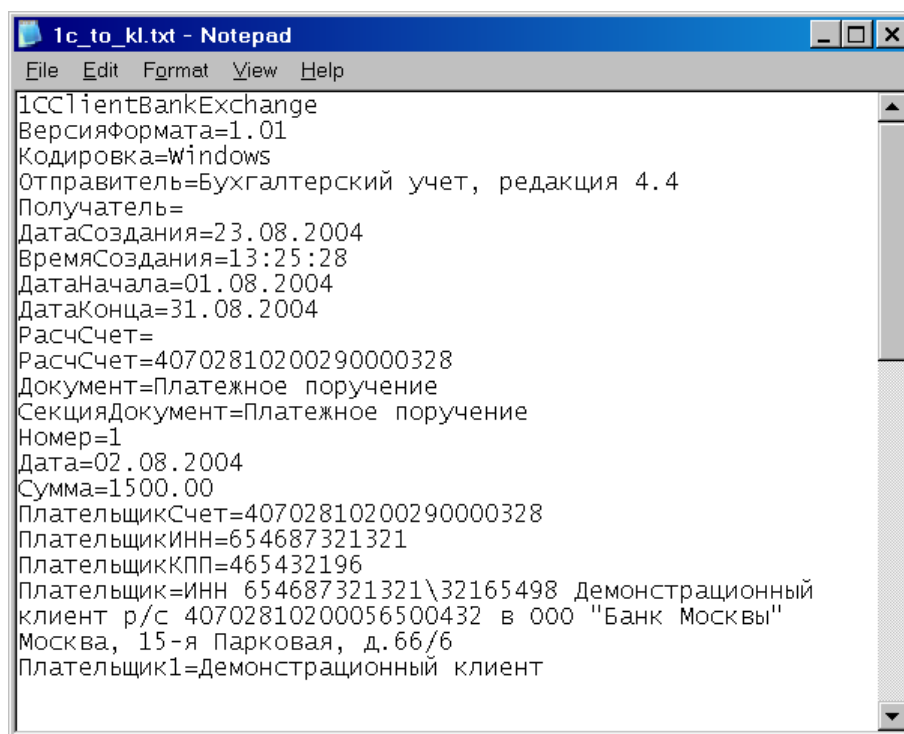 1c_to_kl.txt - Notepad
File Edit Format View Help
1CClientBankExchange
ВерсияФормата=1.01
Кодировка=Windows
Отправитель=Бухгалтерский учет, редакция 4.4
Получатель=
ДатаСоздания=23.08.2004
ВремяСоздания=13:25:28
ДатаНачала=01.08.2004
ДатаКонца=31.08.2004
РасчСчет=
РасчСчет=40702810200290000328
Документ=Платежное поручение
СекцияДокумент=Платежное поручение
Номер=1
Дата=02.08.2004
Сумма=1500.00
ПлательщикСчет=40702810200290000328
ПлательщикИНН=654687321321
ПлательщикКПП=465432196
Плательщик=ИНН 654687321321\32165498 Демонстрационный
клиент р/с 40702810200056500432 в ООО "Банк Москвы"
Москва, 15-я Парковая, д.66/6
Плательщик1=Демонстрационный клиент